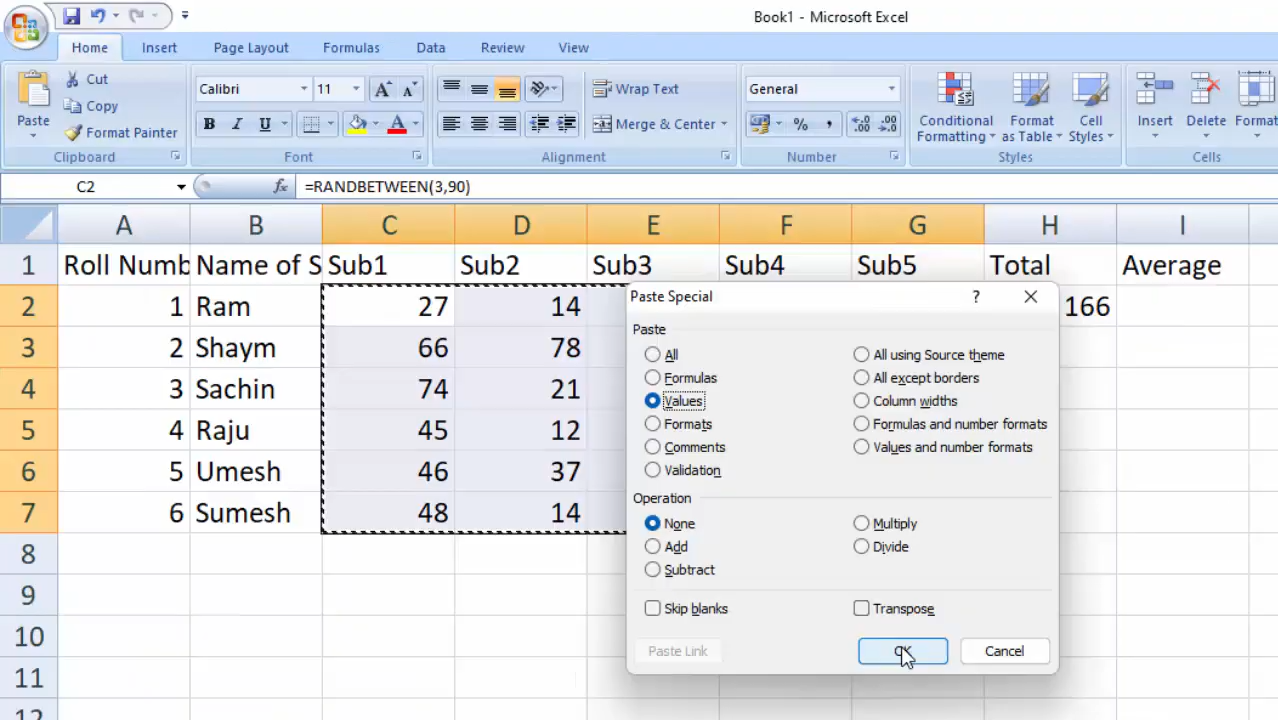 Book1 - Microsoft Excel
Home Insert Page Layout Formulas Data Review View
Paste
Cut
Copy
Format Painter
Clipboard
Calibri 11 A A
B I U A
Font
Wrap Text
Merge & Center
Alignment
General
% ,
Number
Conditional Formatting
Format as Table
Cell Styles
Styles
Insert Delete Format
Cells
C2 fx =RANDBETWEEN(3,90)
A B C D E F G H I
1 Roll Numb Name of S Sub1 Sub2 Sub3 Sub4 Sub5 Total Average
2 1 Ram 27 14 166
3 2 Shaym 66 78
4 3 Sachin 74 21
5 4 Raju 45 12
6 5 Umesh 46 37
7 6 Sumesh 48 14
8
9
10
11
12
Paste Special ?
Paste
All All using Source theme
Formulas All except borders
Values Column widths
Formats Formulas and number formats
Comments Values and number formats
Validation
Operation
None Multiply
Add Divide
Subtract
Skip blanks Transpose
Paste Link OK Cancel